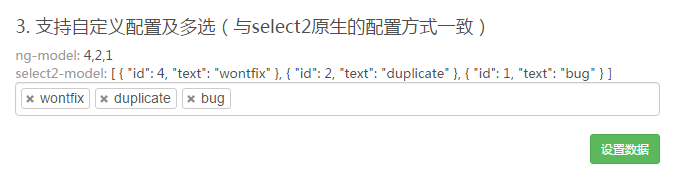 3. 支持自定义配置及多选（与select2原生的配置方式一致）
ng-model: 4,2,1
select2-model: [ { "id": 4, "text": "wontfix" }, { "id": 2, "text": "duplicate" }, { "id": 1, "text": "bug" } ]
× wontfix × duplicate × bug
设置数据